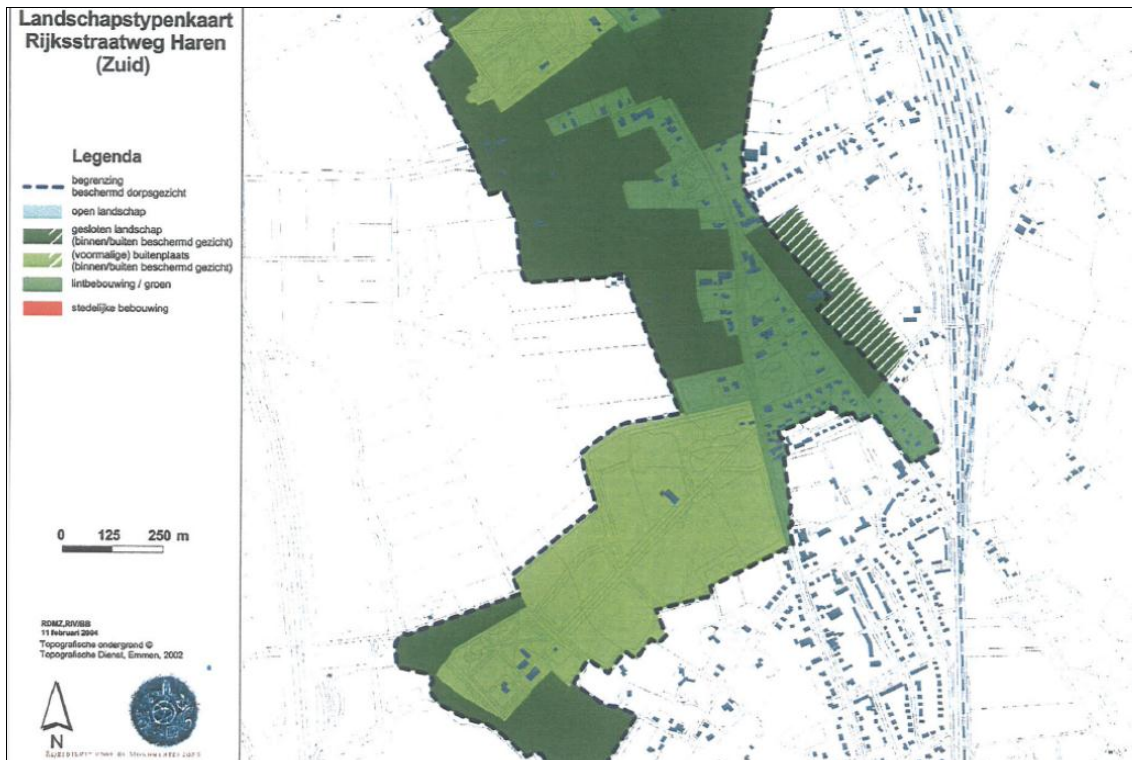 Landschapstypenkaart
Rijksstraatweg Haren
(Zuid)
Legenda
begrenzing
beschermd dorpsgezicht
open landschap
gesloten landschap
(binnen/buiten beschermd gezicht)
(voormalige) buitenplaats
(binnen/buiten beschermd gezicht)
lintbebouwing / groen
stedelijke bebouwing
0 125 250 m
RDMZ,RIV/BB
11 februari 2004
Topografische ondergrond ©
Topografische Dienst, Emmen, 2002
N